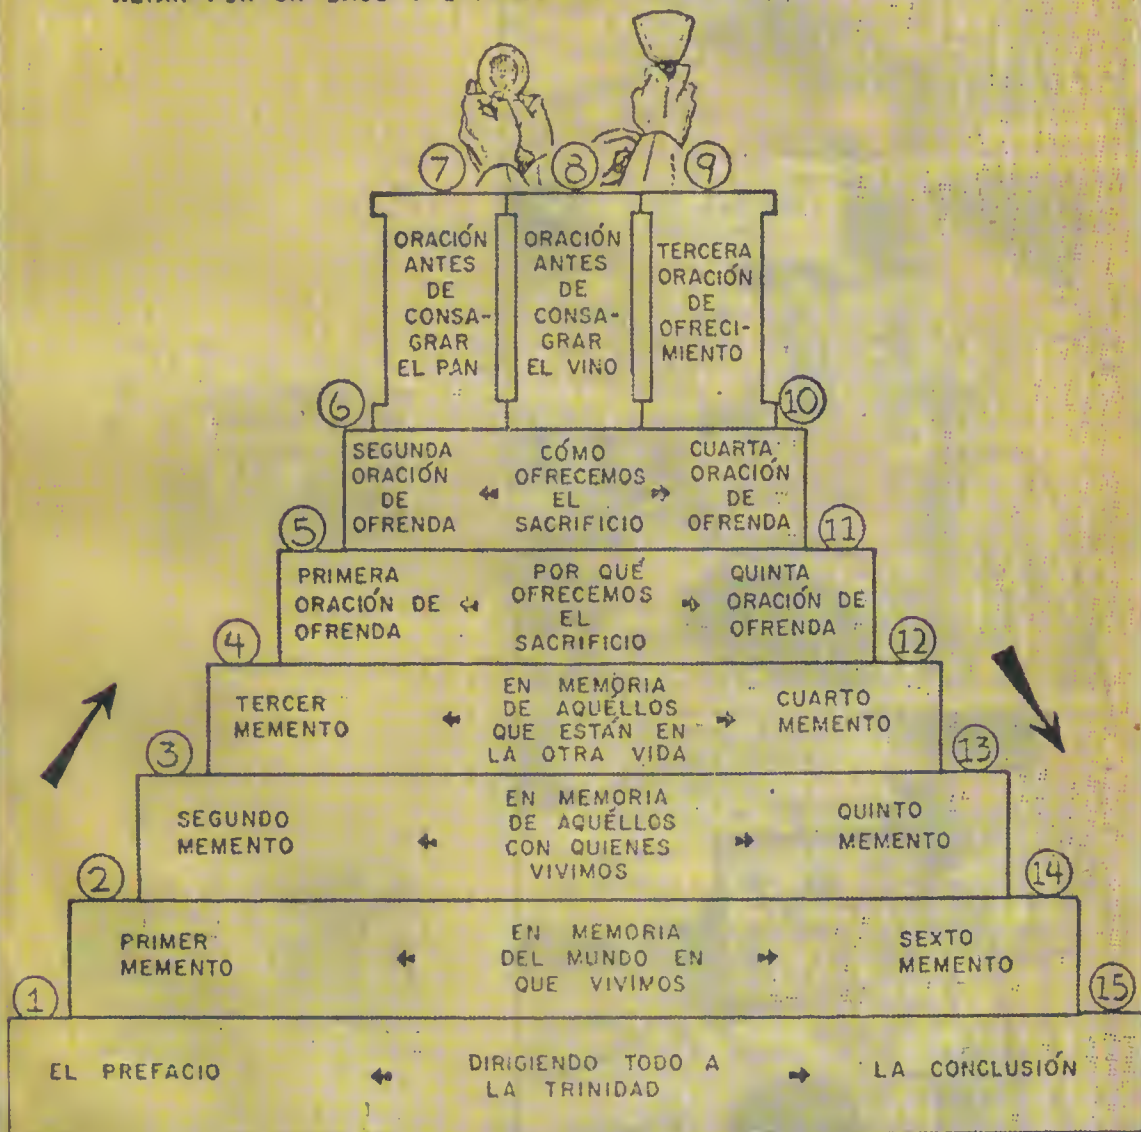 7
8
9
ORACIÓN
ANTES
DE
CONSA-
GRAR
EL PAN
ORACIÓN
ANTES
DE
CONSA-
GRAR
EL VINO
TERCERA
ORACIÓN
DE
OFRECI-
MIENTO
6
10
SEGUNDA
ORACIÓN
DE
OFRENDA
CÓMO
OFRECEMOS
EL
SACRIFICIO
CUARTA
ORACIÓN
DE
OFRENDA
5
11
PRIMERA
ORACIÓN DE
OFRENDA
POR QUÉ
OFRECEMOS
EL
SACRIFICIO
QUINTA
ORACIÓN DE
OFRENDA
4
12
TERCER
MEMENTO
EN MEMORIA
DE AQUÉLLOS
QUE ESTÁN EN
LA OTRA VIDA
CUARTO
MEMENTO
3
13
SEGUNDO
MEMENTO
EN MEMORIA
DE AQUÉLLOS
CON QUIENES
VIVIMOS
QUINTO
MEMENTO
2
14
PRIMER
MEMENTO
EN MEMORIA
DEL MUNDO EN
QUE VIVIMOS
SEXTO
MEMENTO
1
15
EL PREFACIO
DIRIGIENDO TODO A
LA TRINIDAD
LA CONCLUSIÓN